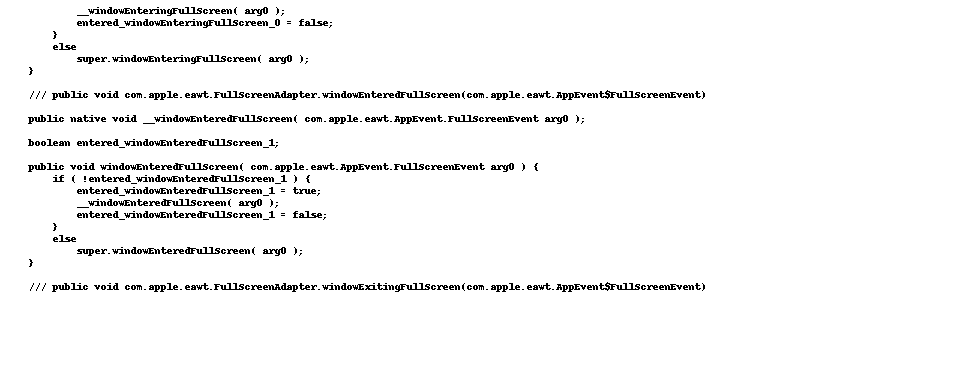 __windowEnteringFullScreen( arg0 );
entered_windowEnteringFullScreen_0 = false;
}
else
super.windowEnteringFullScreen( arg0 );
}
/// public void com.apple.eawt.FullScreenAdapter.windowEnteredFullScreen(com.apple.eawt.AppEvent$FullScreenEvent)
public native void __windowEnteredFullScreen( com.apple.eawt.AppEvent.FullScreenEvent arg0 );
boolean entered_windowEnteredFullScreen_1;
public void windowEnteredFullScreen( com.apple.eawt.AppEvent.FullScreenEvent arg0 ) {
if ( !entered_windowEnteredFullScreen_1 ) {
entered_windowEnteredFullScreen_1 = true;
__windowEnteredFullScreen( arg0 );
entered_windowEnteredFullScreen_1 = false;
}
else
super.windowEnteredFullScreen( arg0 );
}
/// public void com.apple.eawt.FullScreenAdapter.windowExitingFullScreen(com.apple.eawt.AppEvent$FullScreenEvent)